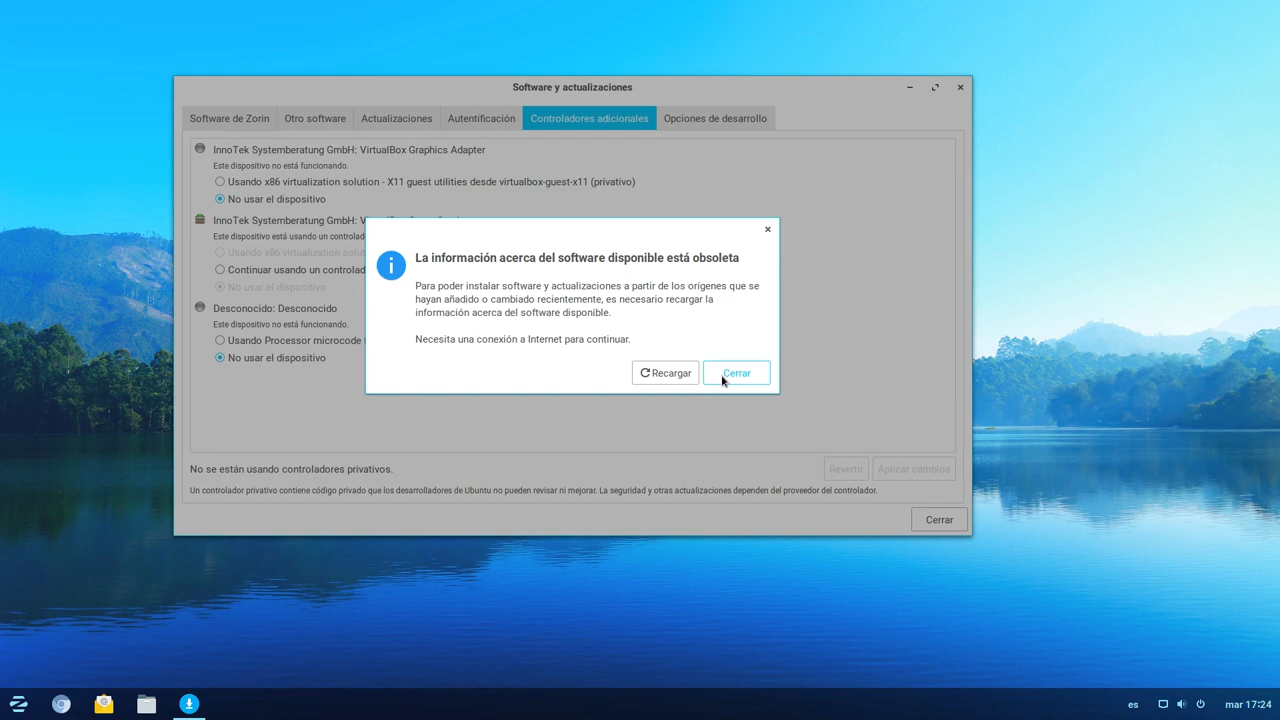 Software y actualizaciones
Software de Zorin
Otro software
Actualizaciones
Autentificación
Controladores adicionales
Opciones de desarrollo
InnoTek Systemberatung GmbH: VirtualBox Graphics Adapter
Este dispositivo no está funcionando.
Usando x86 virtualization solution - X11 guest utilities desde virtualbox-guest-x11 (privativo)
No usar el dispositivo
InnoTek Systemberatung GmbH:
Este dispositivo está usando un
Usando x86 virtualization
Continuar usando un
No usar el dispositivo
Desconocido: Desconocido
Este dispositivo no está funcionando.
Usando Processor microcode
No usar el dispositivo
La información acerca del software disponible está obsoleta
Para poder instalar software y actualizaciones a partir de los orígenes que se
hayan añadido o cambiado recientemente, es necesario recargar la
información acerca del software disponible.
Necesita una conexión a Internet para continuar.
Recargar
Cerrar
No se están usando controladores privativos.
Revertir
Aplicar cambios
Un controlador privativo contiene código privado que los desarrolladores de Ubuntu no pueden revisar ni mejorar. La seguridad y otras actualizaciones dependen del proveedor del controlador.
Cerrar
es
mar 17:24